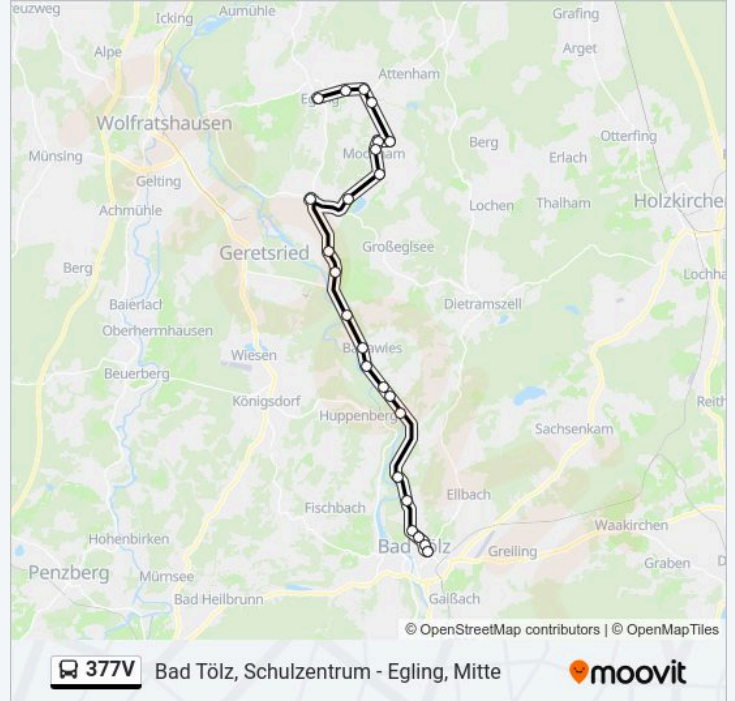 euzweg
Icking
Aumühle
Grafing
Alpe
Arget
Attenham
Wolfratshausen
Otterfing
Münsing
Berg
Erlach
Gelting
Holzkirche
Achmühle
Lochen
Thalham
Geretsried
Großeglsee
Berg
Lochha
Baierlach
Dietramszell
Oberhermhausen
Wiesen
Beuerberg
Königsdorf
Reith
Huppenberg
Sachsenkam
Ellbach
Fischbach
Waakirchen
Hohenbirken
Bad Tölz
Greiling
Graben
Penzberg
Mürnsee
Bad Heilbrunn
Gaißach
© OpenStreetMap contributors | © OpenMapTiles
377V
Bad Tölz, Schulzentrum - Egling, Mitte
moovit